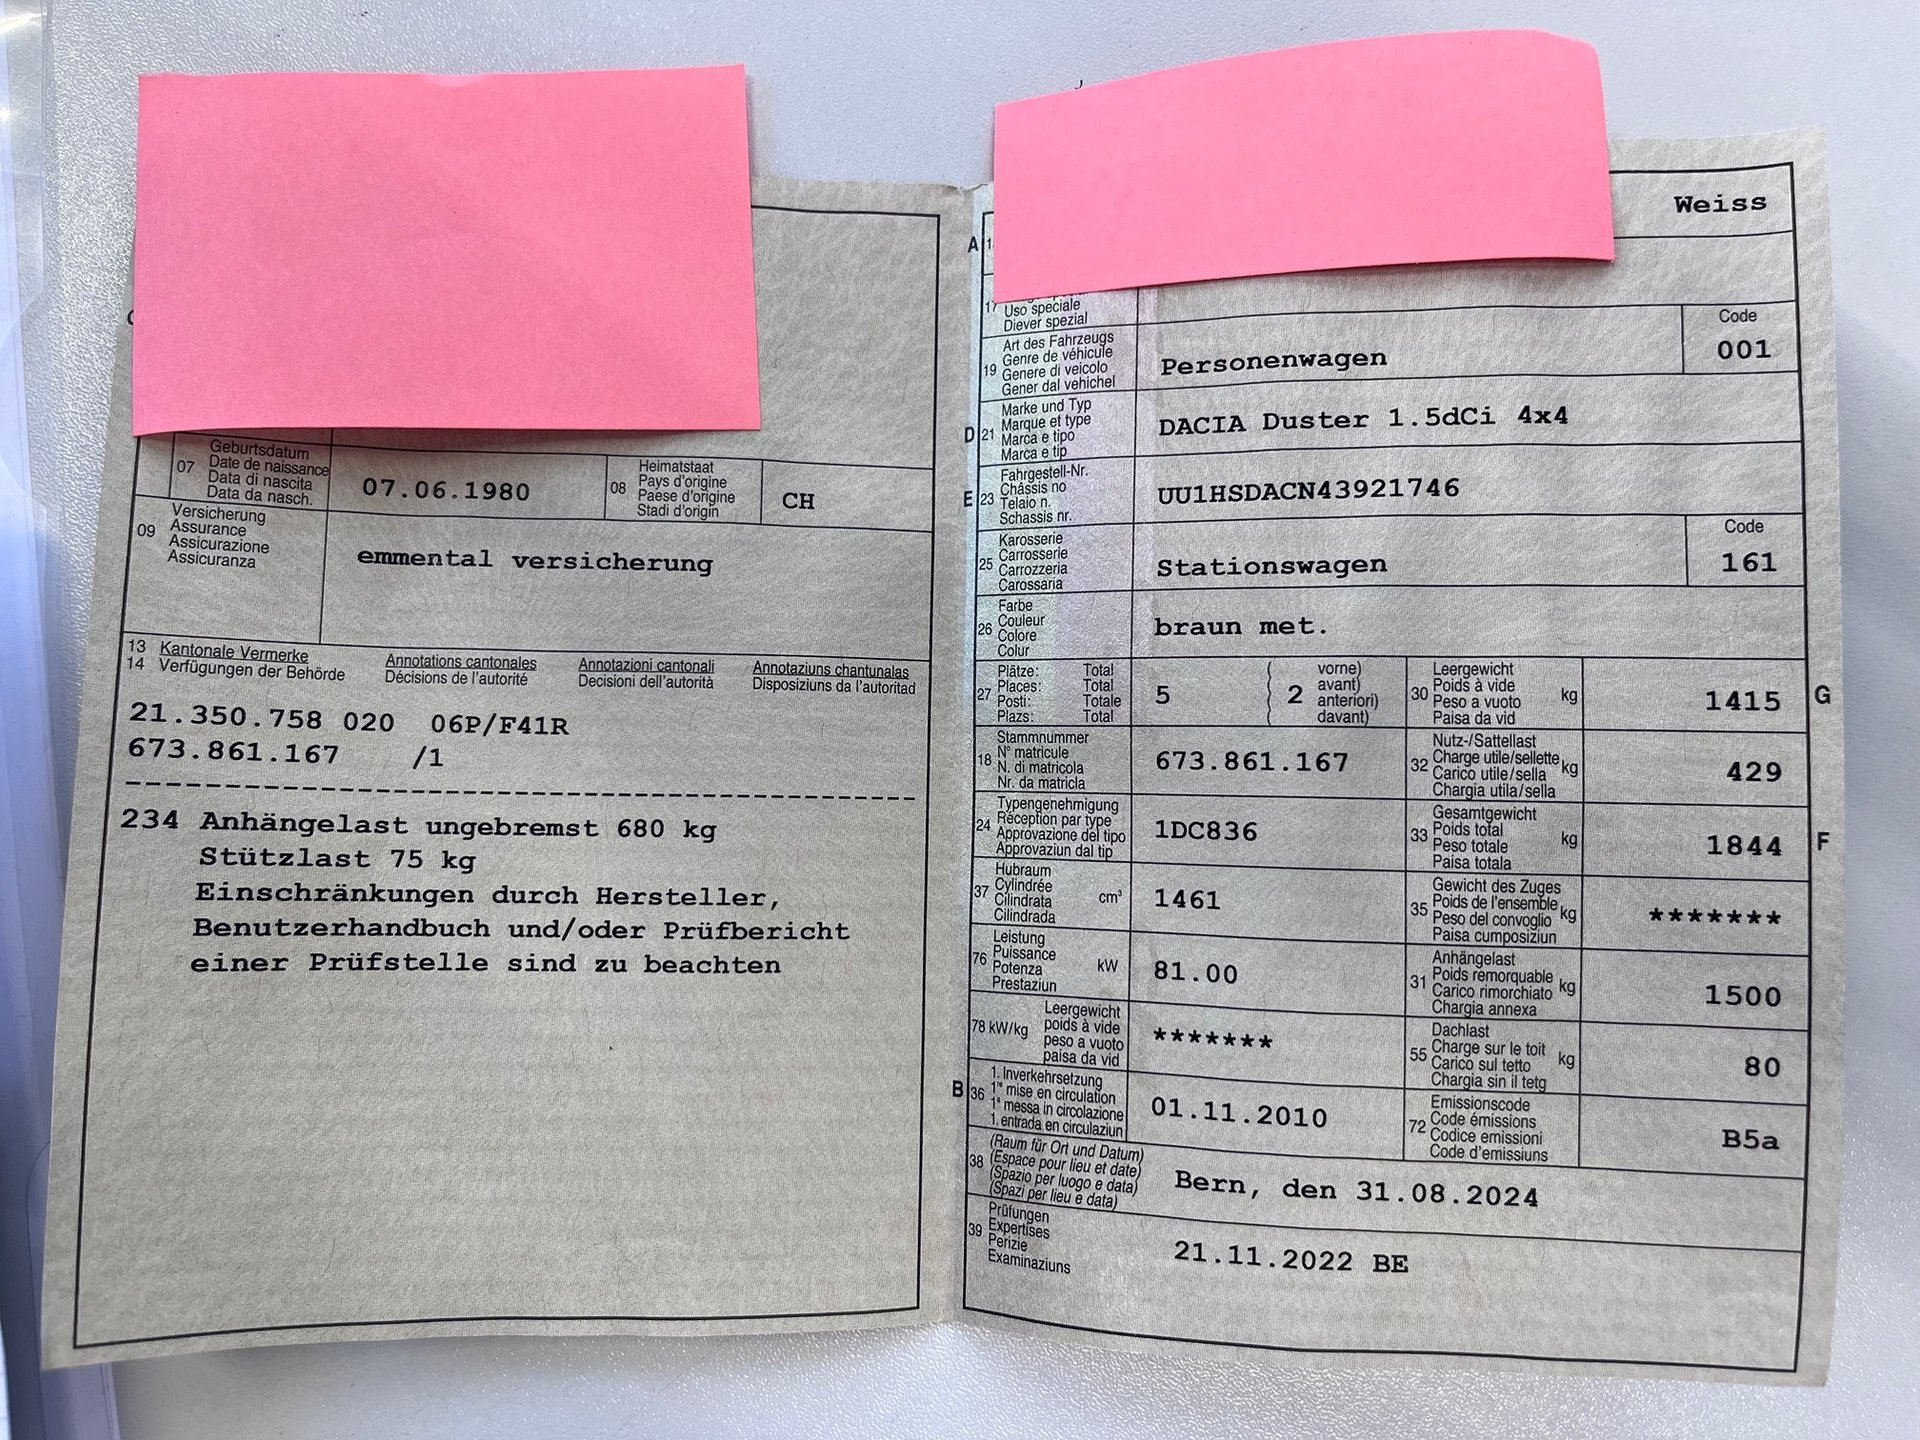 07 Geburtsdatum
Date de naissance
Data di nascita
Data da nasch.
07.06.1980
08 Heimatstaat
Pays d'origine
Paese d'origine
Stadi d'origin
CH
09 Versicherung
Assurance
Assicurazione
Assicuranza
emmental versicherung
13 Kantonale Vermerke
14 Verfügungen der Behörde
Annotations cantonales
Décisions de l'autorité
Annotazioni cantonali
Decisioni dell'autorità
Annotaziuns chantunalas
Disposiziuns da l'autoritad
21.350.758 020 06P/F41R
673.861.167 /1
234 Anhängelast ungebremst 680 kg
Stützlast 75 kg
Einschränkungen durch Hersteller,
Benutzerhandbuch und/oder Prüfbericht
einer Prüfstelle sind zu beachten
Weiss
A
17
Uso speciale
Diever spezial
19 Art des Fahrzeugs
Genre de véhicule
Genere di veicolo
Gener dal vehichel
Personenwagen
Code
001
D 21 Marke und Typ
Marque et type
Marca e tipo
Marca e tip
DACIA Duster 1.5dCi 4x4
E 23 Fahrgestell-Nr.
Châssis no
Telaio n.
Schassis nr.
UU1HSDACN43921746
25 Karosserie
Carrosserie
Carrozzeria
Carossaria
Stationswagen
Code
161
26 Farbe
Couleur
Colore
Colur
braun met.
27 Plätze: Total
Places: Total
Posti: Totale
Plazs: Total
5
( 2 vorne)
( avant)
( anteriori)
( davant)
30 Leergewicht
Poids à vide
Peso a vuoto
Paisa da vid
kg
1415
G
18 Stammnummer
N° matricule
N. di matricola
Nr. da matricla
673.861.167
32 Nutz-/Sattellast
Charge utile/sellette
Carico utile/sella
Chargia utila/sella
kg
429
24 Typengenehmigung
Réception par type
Approvazione del tipo
Approvaziun dal tip
1DC836
33 Gesamtgewicht
Poids total
Peso totale
Paisa totala
kg
1844
F
37 Hubraum
Cylindrée
Cilindrata
Cilindrada
cm³
1461
35 Gewicht des Zuges
Poids de l'ensemble
Peso del convoglio
Paisa cumposiziun
kg
*******
76 Leistung
Puissance
Potenza
Prestaziun
kW
81.00
31 Anhängelast
Poids remorquable
Carico rimorchiato
Chargia annexa
kg
1500
78 kW/kg
Leergewicht
poids à vide
peso a vuoto
paisa da vid
*******
55 Dachlast
Charge sur le toit
Carico sul tetto
Chargia sin il tetg
kg
80
B 36 1. Inverkehrsetzung
1re mise en circulation
1a messa in circolazione
1. entrada en circulaziun
01.11.2010
72 Emissionscode
Code émissions
Codice emissioni
Code d'emissiuns
B5a
38 (Raum für Ort und Datum)
(Espace pour lieu et date)
(Spazio per luogo e data)
(Spazi per lieu e data)
Bern, den 31.08.2024
39 Prüfungen
Expertises
Perizie
Examinaziuns
21.11.2022 BE